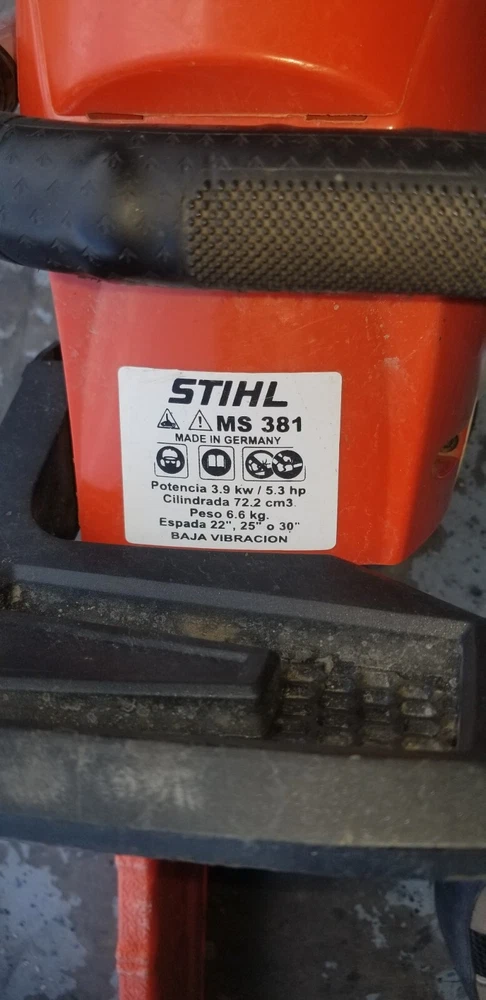 STIHL
MS 381
MADE IN GERMANY
Potencia 3.9 kw / 5.3 hp
Cilindrada 72.2 cm3.
Peso 6.6 kg.
Espada 22", 25" o 30"
BAJA VIBRACION